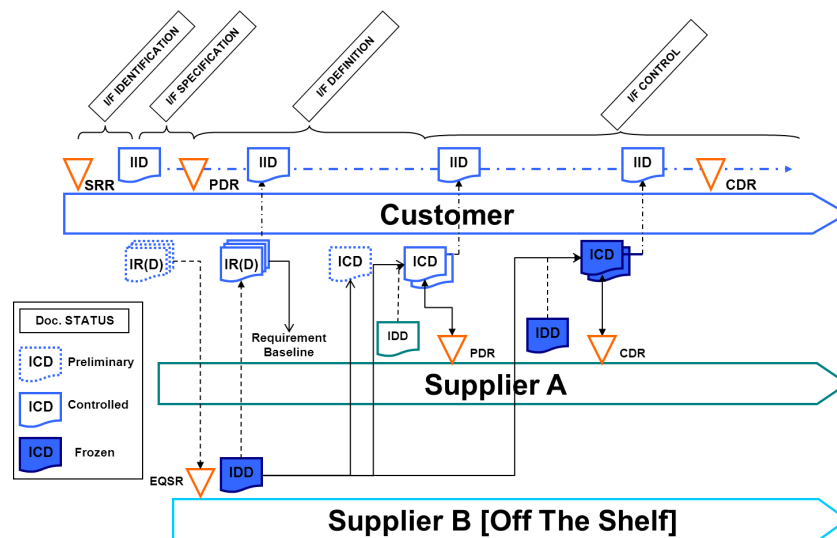 I/F IDENTIFICATION
I/F SPECIFICATION
I/F DEFINITION
I/F CONTROL
IID
IID
IID
IID
SRR
PDR
CDR
Customer
IR(D)
IR(D)
ICD
ICD
ICD
Requirement
Baseline
IDD
IDD
PDR
CDR
Supplier A
Doc. STATUS
ICD
Preliminary
ICD
Controlled
ICD
Frozen
EQSR
IDD
Supplier B [Off The Shelf]